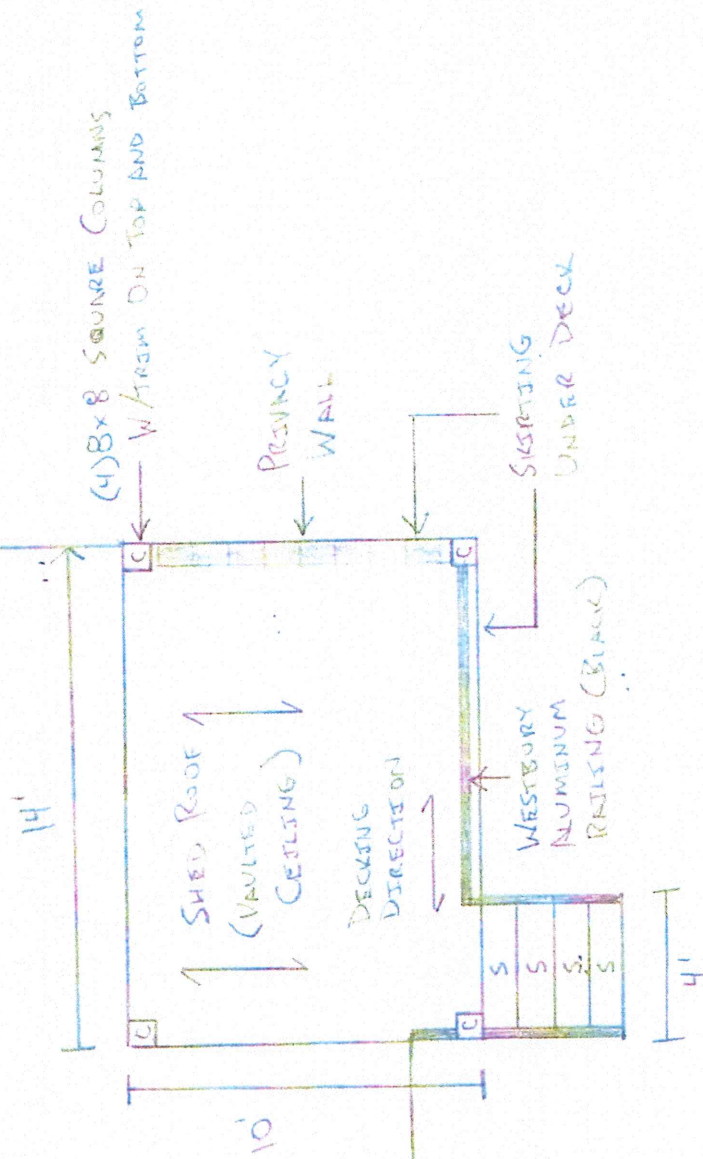 14'
(4) 8x8 SQUARE COLUMNS
W/TRIM ON TOP AND BOTTOM
C
C
SHED ROOF
(VAULTED
CEILING)
PRIVACY
WALL
10'
DECKING
DIRECTION
C
C
SKIRTING
UNDER DECK
WESTBURY
ALUMINUM
RAILING (BLACK)
S
S
S
S
4'